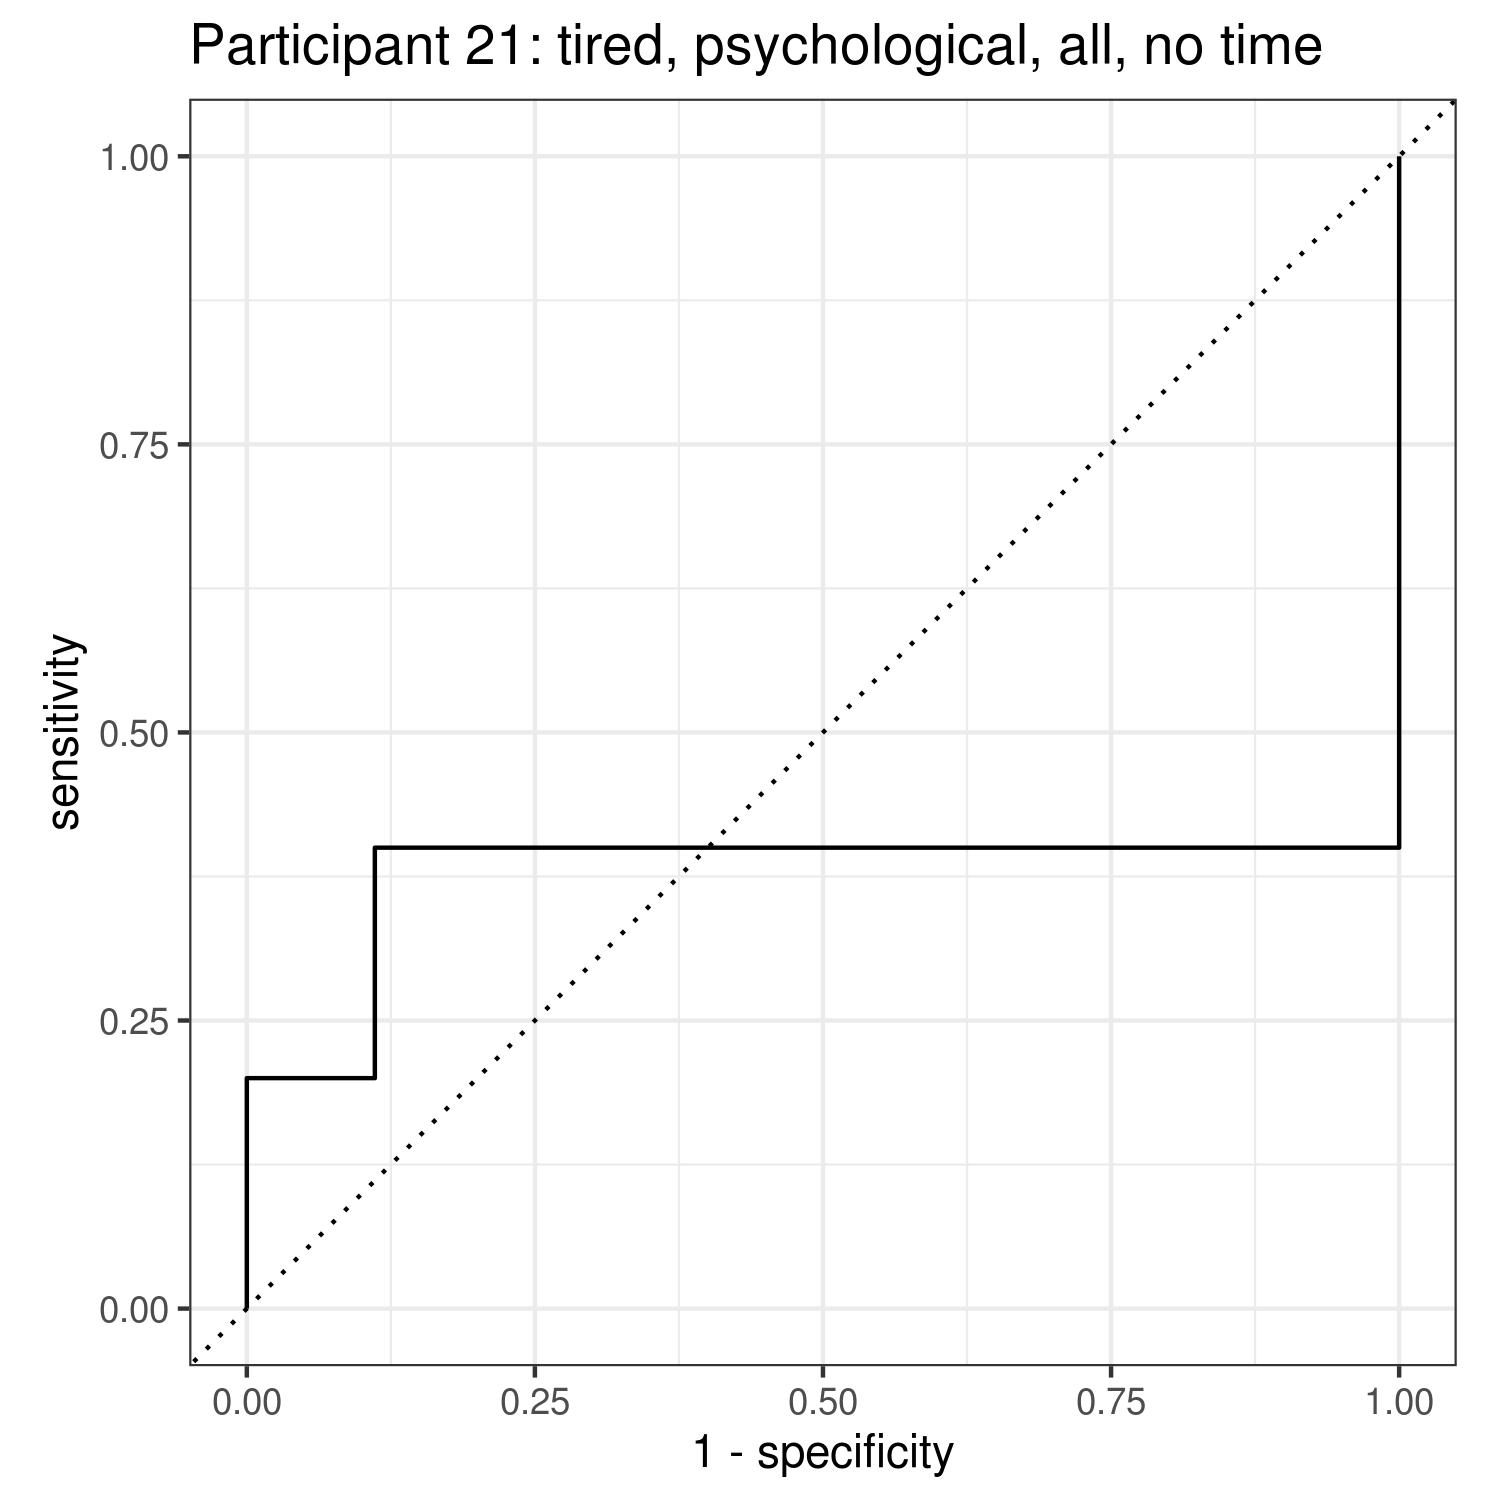 Participant 21: tired, psychological, all, no time
1.00
0.75
0.50
0.25
0.00
sensitivity
0.00 0.25 0.50 0.75 1.00
1 - specificity